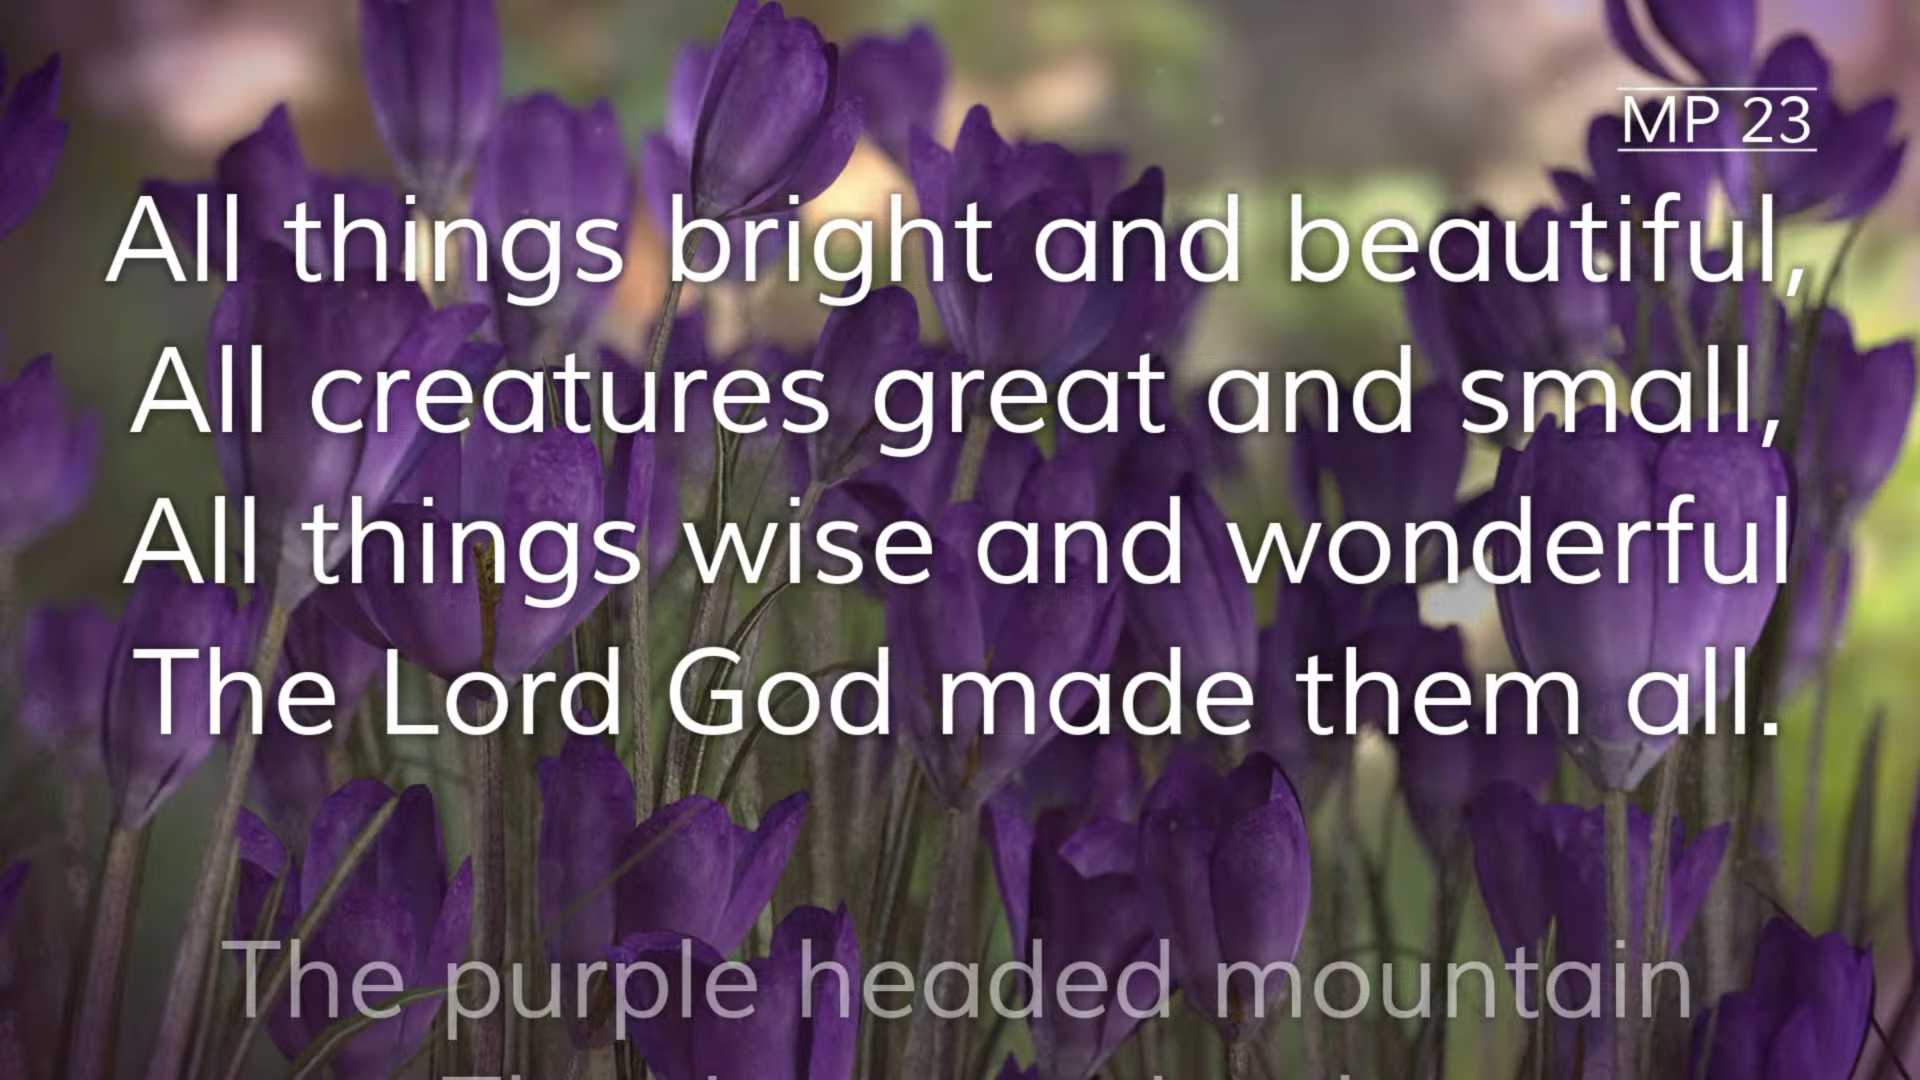 MP 23
All things bright and beautiful,
All creatures great and small,
All things wise and wonderful
The Lord God made them all.
The purple headed mountain